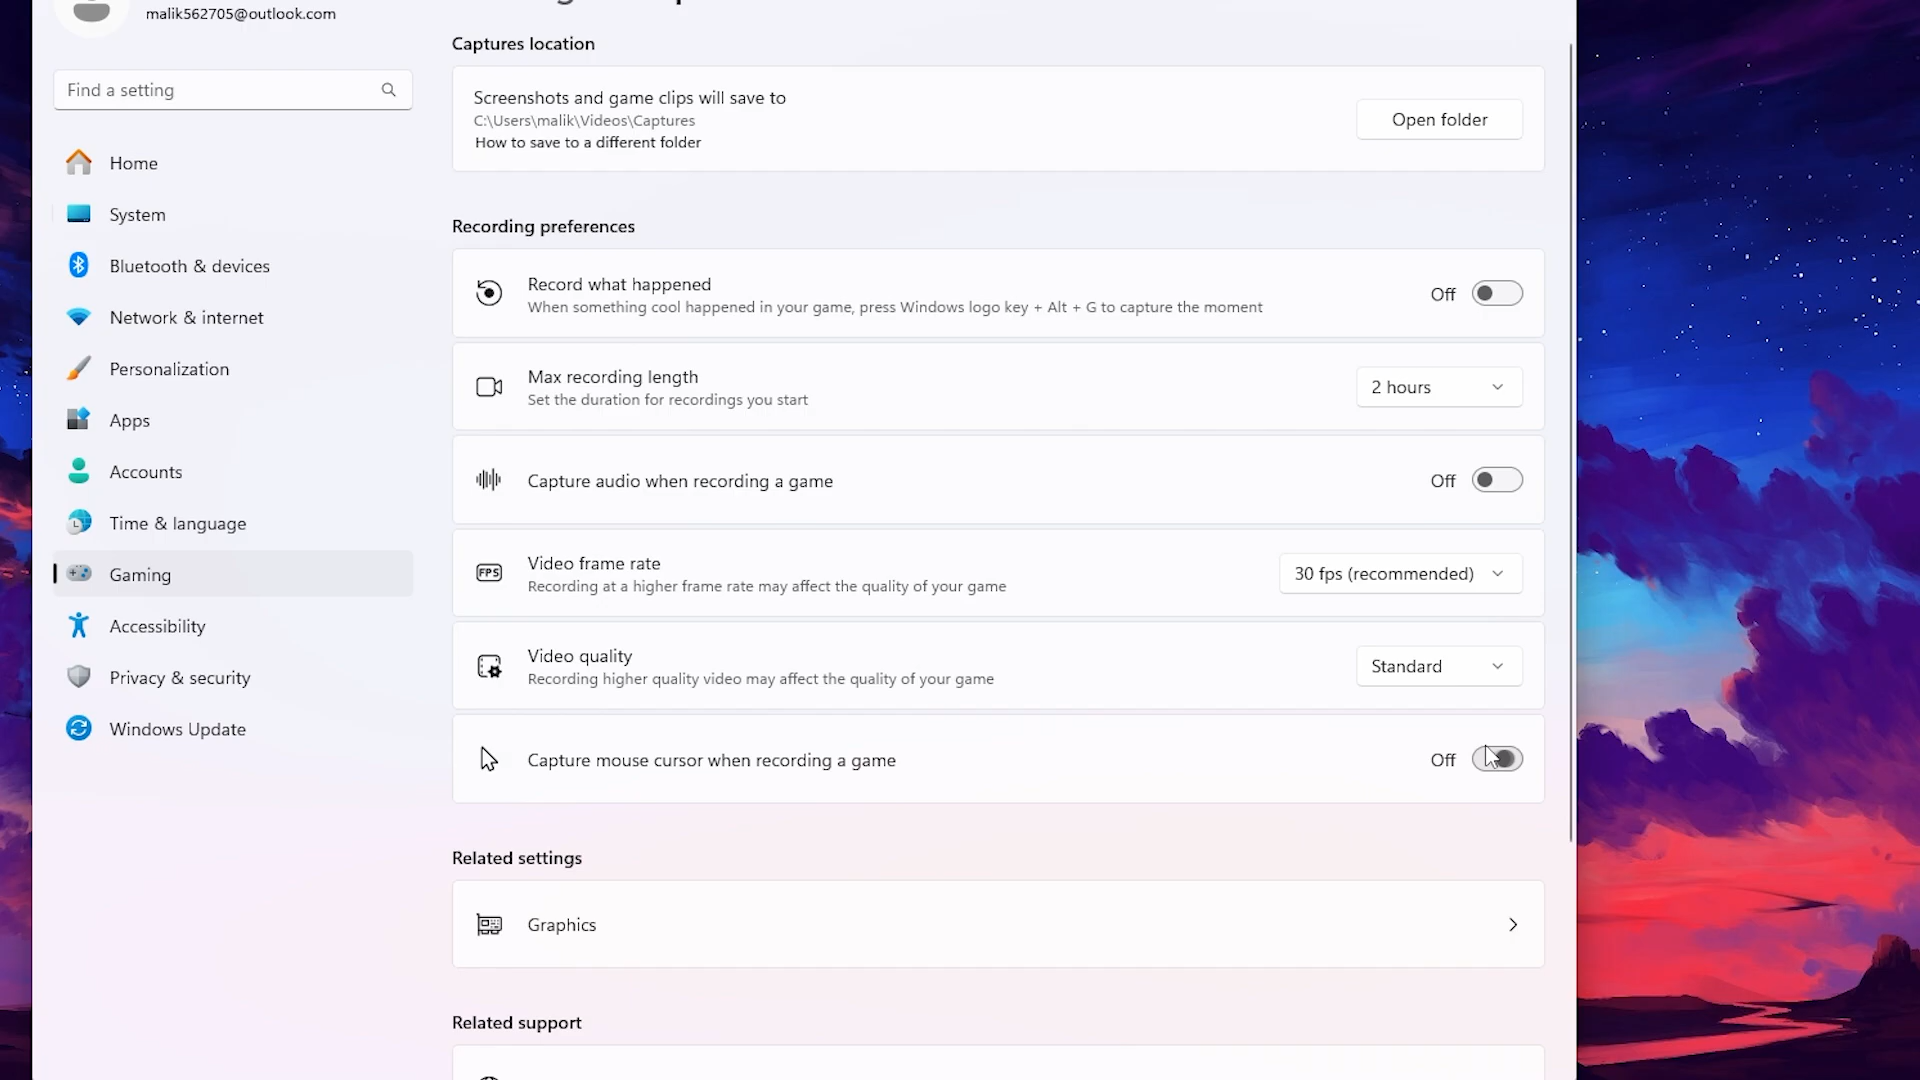 malik562705@outlook.com
Find a setting
Home
System
Bluetooth & devices
Network & internet
Personalization
Apps
Accounts
Time & language
Gaming
Accessibility
Privacy & security
Windows Update
Captures location
Screenshots and game clips will save to
C:\Users\malik\Videos\Captures
How to save to a different folder
Open folder
Recording preferences
Record what happened
When something cool happened in your game, press Windows logo key + Alt + G to capture the moment
Off
Max recording length
Set the duration for recordings you start
2 hours
Capture audio when recording a game
Off
FPS
Video frame rate
Recording at a higher frame rate may affect the quality of your game
30 fps (recommended)
Video quality
Recording higher quality video may affect the quality of your game
Standard
Capture mouse cursor when recording a game
Off
Related settings
Graphics
Related support